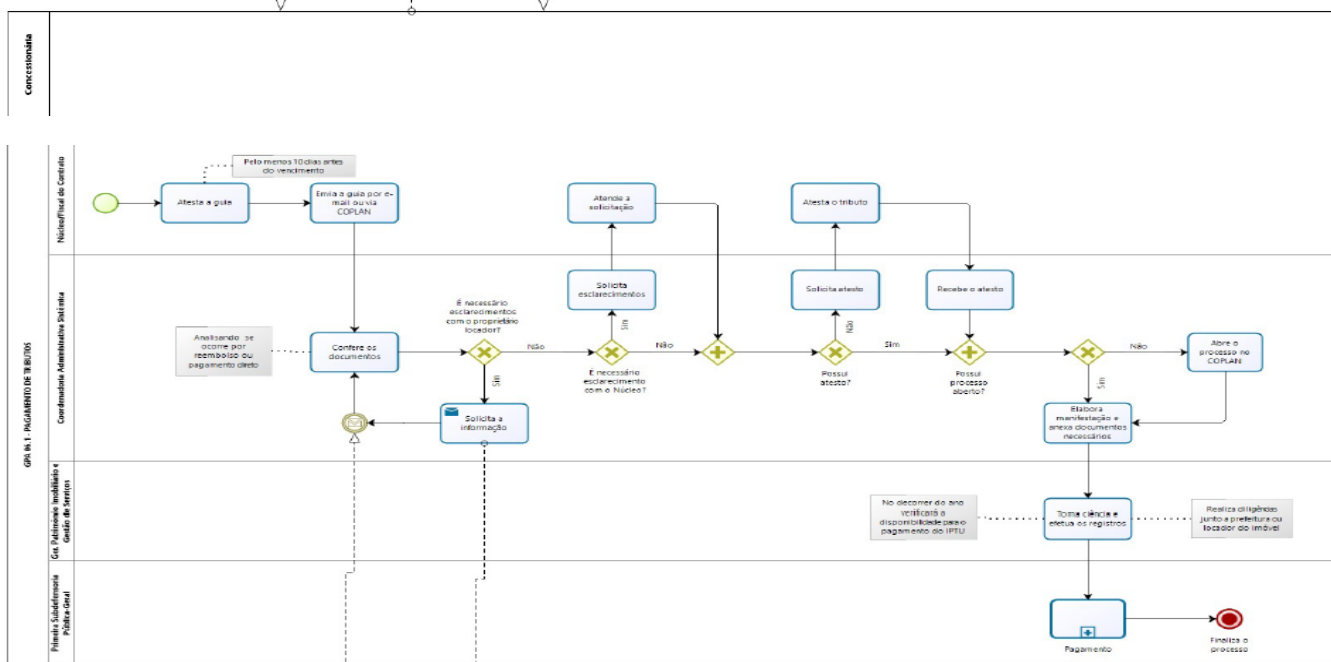 Concessionária
GPA 06.1 - PAGAMENTO DE TRIBUTOS
Núcleo/Fiscal do Contrato
Pelo menos 10 dias antes
do vencimento
Atesta a guia
Envia a guia por e-
mail ou via
COPLAN
Atende a
solicitação
Atesta o tributo
Coordenadoria Administrativa Sistêmica
Analisando se
ocorre por
reembolso ou
pagamento direto
Confere os
documentos
É necessário
esclarecimentos
com o proprietário
locador?
Não
Sim
Solicita a
informação
Solicita
esclarecimentos
Sim
É necessário
esclarecimento
com o Núcleo?
Não
Solicita atesto
Não
Possui
atesto?
Sim
Recebe o atesto
Possui
processo
aberto?
Não
Sim
Abre o
processo no
COPLAN
Elabora
manifestação e
anexa documentos
necessários
Ger. Patrimônio Imobiliário e
Gestão de Serviços
No decorrer do ano
verificará a
disponibilidade para o
pagamento do IPTU
Toma ciência e
efetua os registros
Realiza diligências
junto a prefeitura ou
locador do imóvel
Primeira Subdefensoria
Pública-Geral
Pagamento
Finaliza o
processo